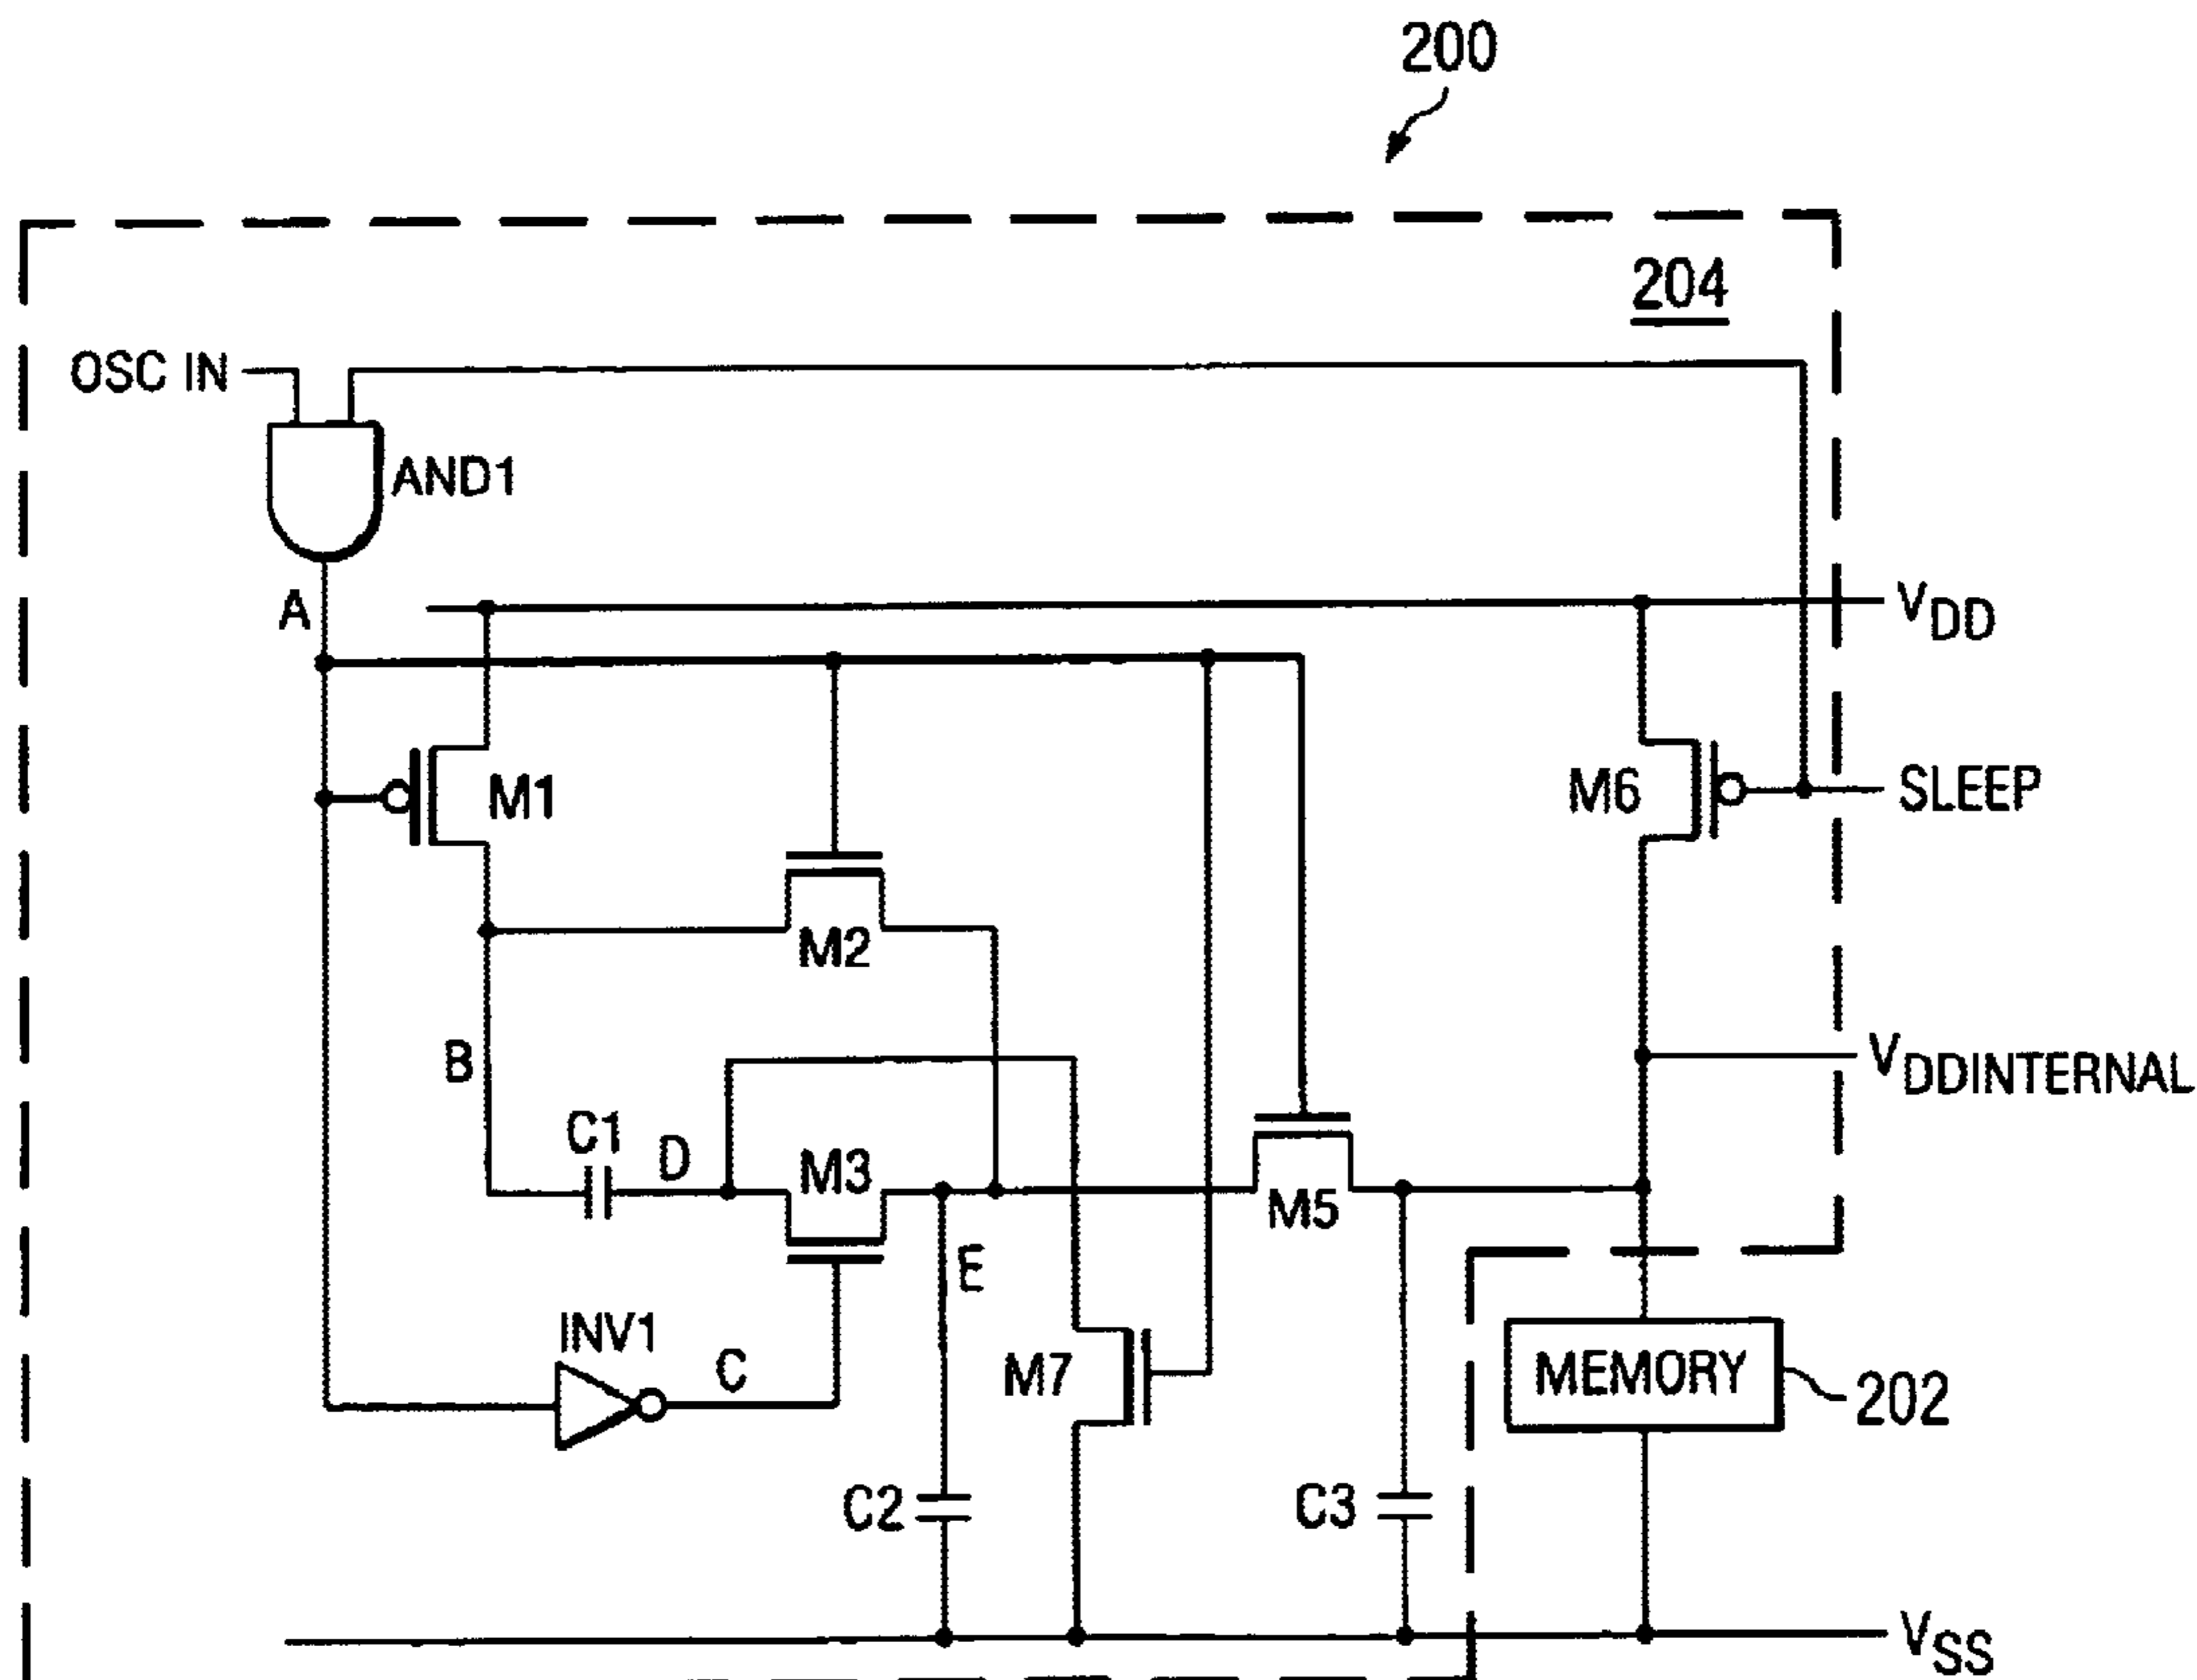 200
204
OSC IN
AND1
A
VDD
M1
M6
SLEEP
M2
B
VDDINTERNAL
C1
D
M3
M5
E
INV1
C
M7
MEMORY
202
C2
C3
VSS